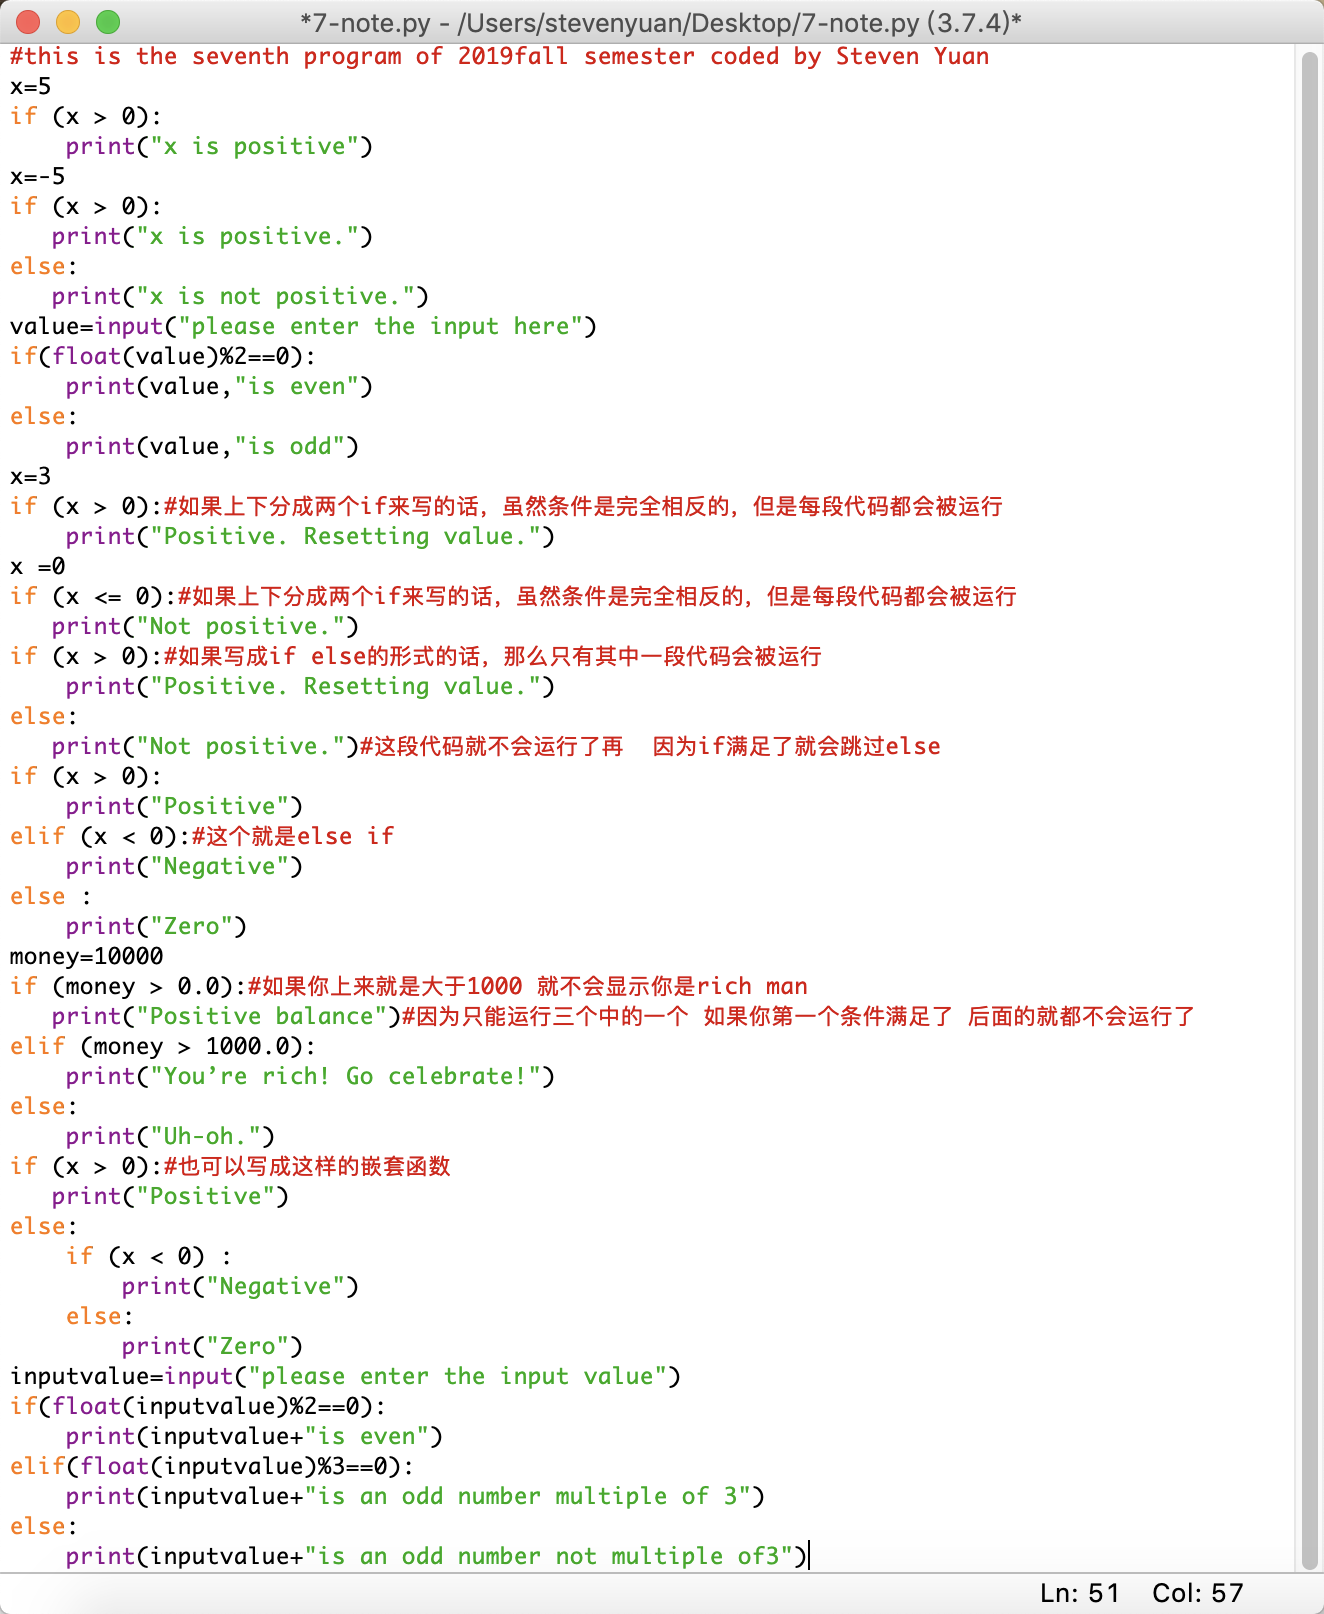 *7-note.py - /Users/stevenyuan/Desktop/7-note.py (3.7.4)*
#this is the seventh program of 2019fall semester coded by Steven Yuan
x=5
if (x > 0):
    print("x is positive")
x=-5
if (x > 0):
   print("x is positive.")
else:
   print("x is not positive.")
value=input("please enter the input here")
if(float(value)%2==0):
    print(value,"is even")
else:
    print(value,"is odd")
x=3
if (x > 0):#如果上下分成两个if来写的话，虽然条件是完全相反的，但是每段代码都会被运行
    print("Positive. Resetting value.")
x =0
if (x <= 0):#如果上下分成两个if来写的话，虽然条件是完全相反的，但是每段代码都会被运行
   print("Not positive.")
if (x > 0):#如果写成if else的形式的话，那么只有其中一段代码会被运行
    print("Positive. Resetting value.")
else:
   print("Not positive.")#这段代码就不会运行了再  因为if满足了就会跳过else
if (x > 0):
    print("Positive")
elif (x < 0):#这个就是else if
    print("Negative")
else :
    print("Zero")
money=10000
if (money > 0.0):#如果你上来就是大于1000 就不会显示你是rich man
   print("Positive balance")#因为只能运行三个中的一个 如果你第一个条件满足了 后面的就都不会运行了
elif (money > 1000.0):
    print("You’re rich! Go celebrate!")
else:
    print("Uh-oh.")
if (x > 0):#也可以写成这样的嵌套函数
   print("Positive")
else:
    if (x < 0) :
        print("Negative")
    else:
        print("Zero")
inputvalue=input("please enter the input value")
if(float(inputvalue)%2==0):
    print(inputvalue+"is even")
elif(float(inputvalue)%3==0):
    print(inputvalue+"is an odd number multiple of 3")
else:
    print(inputvalue+"is an odd number not multiple of3")
Ln: 51  Col: 57